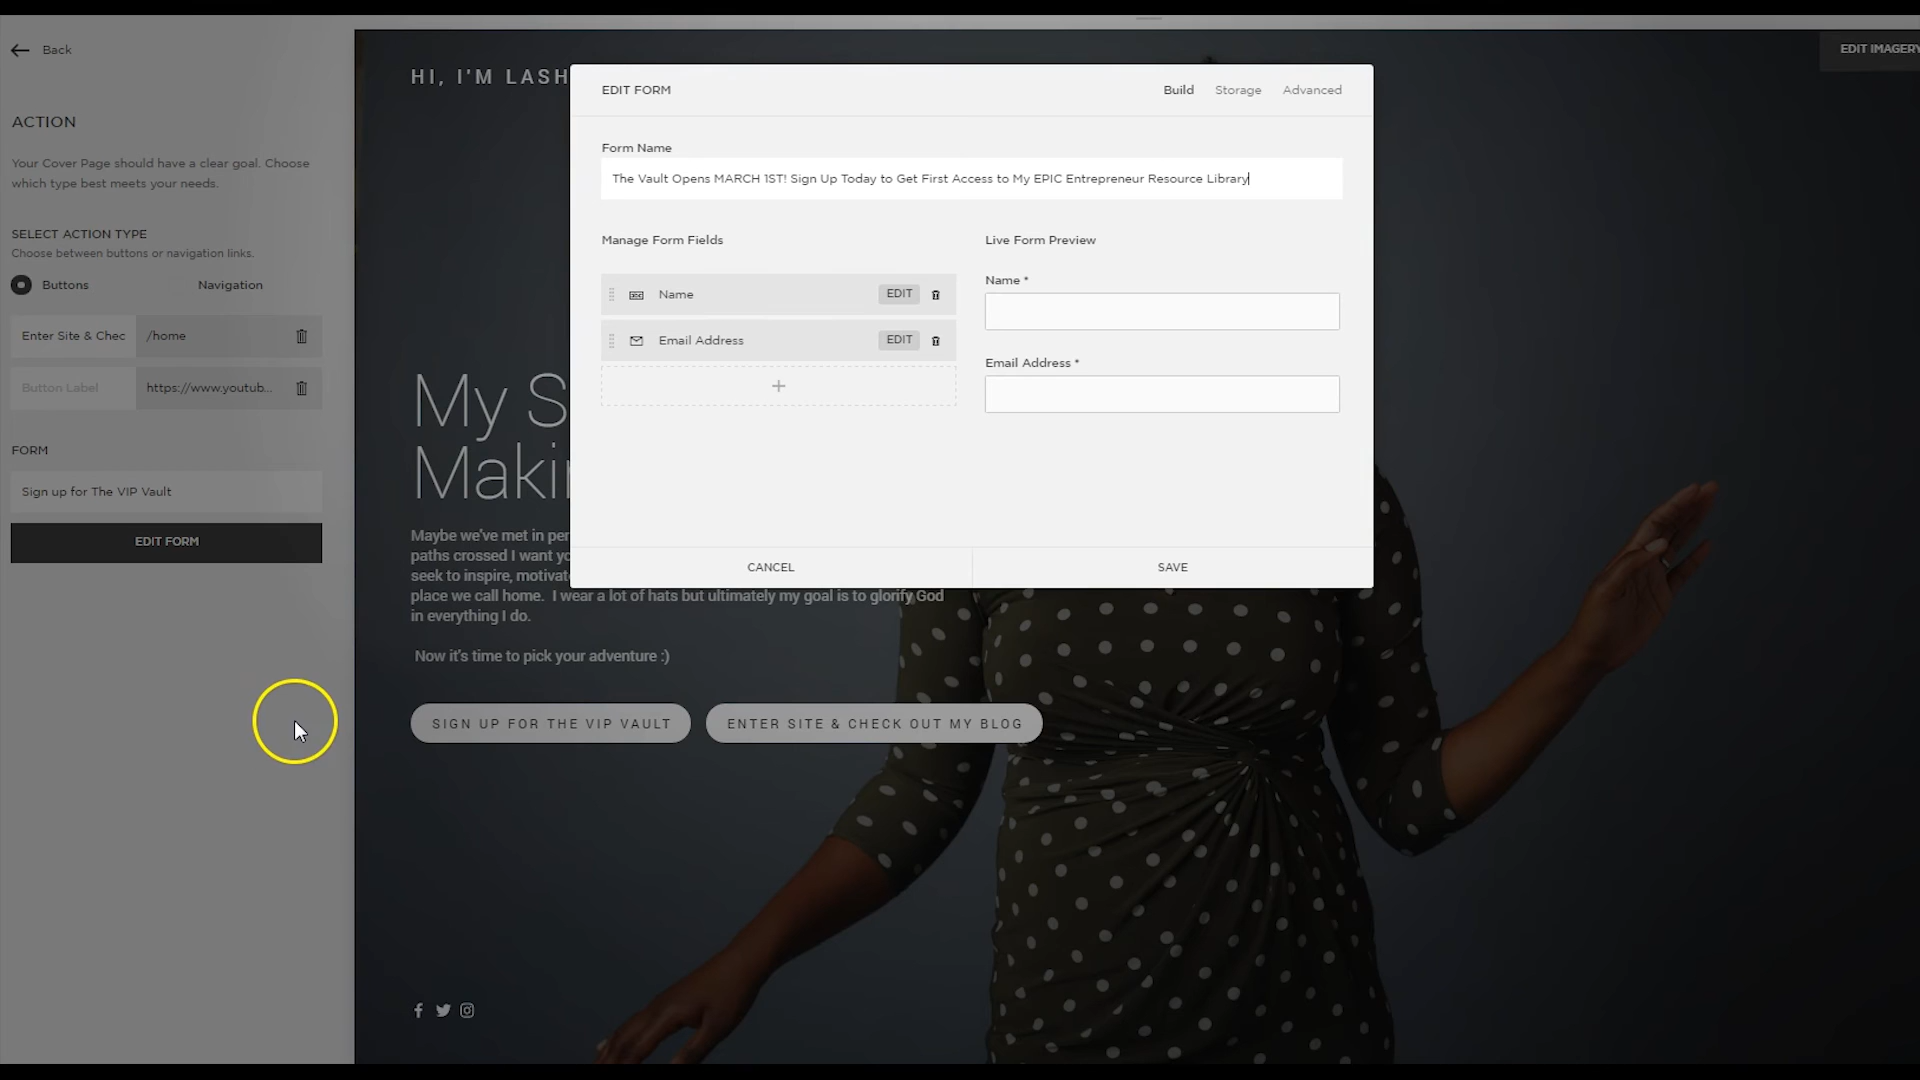 Back
ACTION
Your Cover Page should have a clear goal. Choose
which type best meets your needs.
SELECT ACTION TYPE
Choose between buttons or navigation links.
Buttons
Navigation
Enter Site & Chec
/home
Button Label
https://www.youtub...
FORM
Sign up for The VIP Vault
EDIT FORM
EDIT IMAGERY
HI, I'M LASH
EDIT FORM
Build
Storage
Advanced
Form Name
The Vault Opens MARCH 1ST! Sign Up Today to Get First Access to My EPIC Entrepreneur Resource Library
Manage Form Fields
Name
EDIT
Email Address
EDIT
+
Live Form Preview
Name *
Email Address *
CANCEL
SAVE
My S
Maki
Maybe we've met in per
paths crossed I want yo
seek to inspire, motivat
place we call home. I wear a lot of hats but ultimately my goal is to glorify God
in everything I do.
Now it's time to pick your adventure :)
SIGN UP FOR THE VIP VAULT
ENTER SITE & CHECK OUT MY BLOG